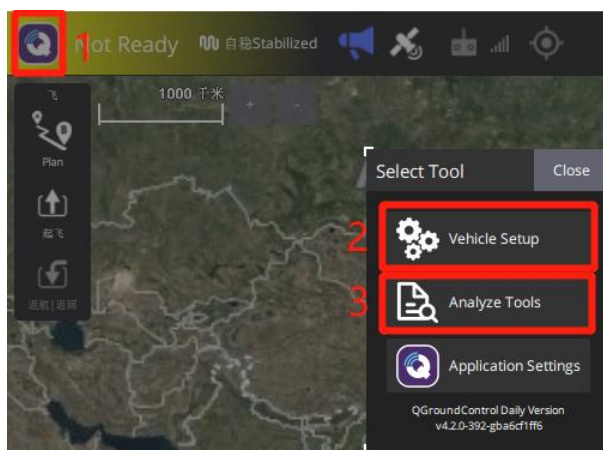 1
Not Ready
自稳Stabilized
飞
1000 千米
+
-
Plan
起飞
返航|返回
Select Tool
Close
2
Vehicle Setup
3
Analyze Tools
Application Settings
QGroundControl Daily Version
v4.2.0-392-gba6cf1ff6